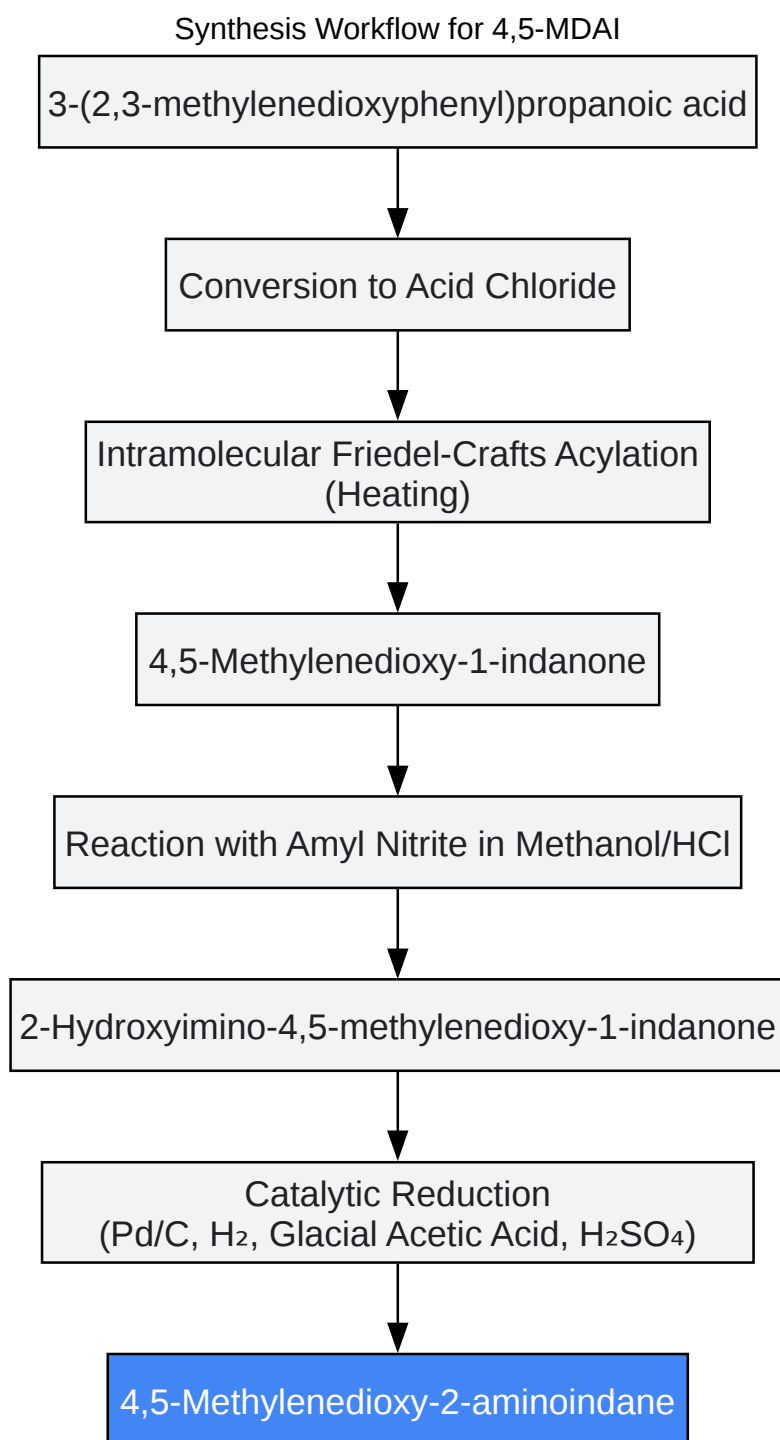 Synthesis Workflow for 4,5-MDAI
3-(2,3-methylenedioxyphenyl)propanoic acid
Conversion to Acid Chloride
Intramolecular Friedel-Crafts Acylation
(Heating)
4,5-Methylenedioxy-1-indanone
Reaction with Amyl Nitrite in Methanol/HCl
2-Hydroxyimino-4,5-methylenedioxy-1-indanone
Catalytic Reduction
(Pd/C, H₂, Glacial Acetic Acid, H₂SO₄)
4,5-Methylenedioxy-2-aminoindane